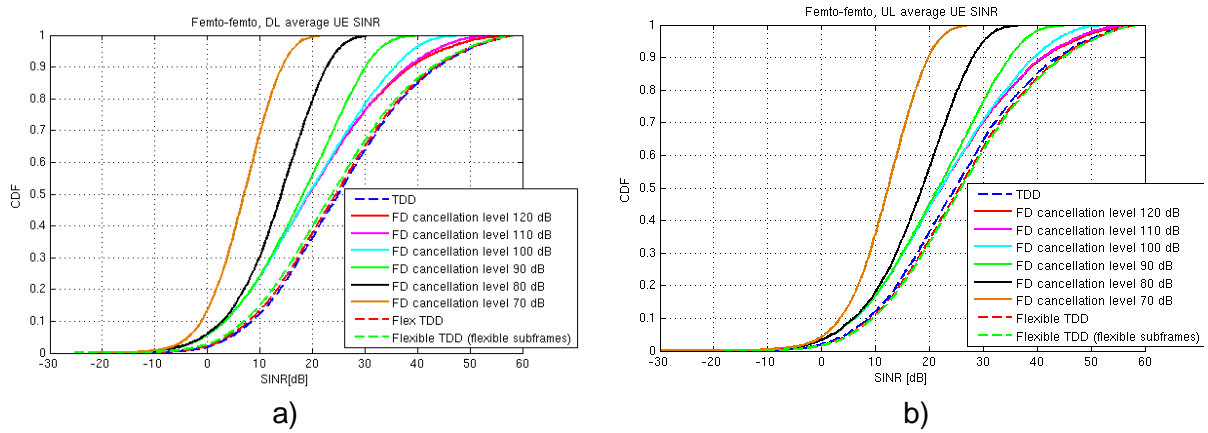 Femto-femto, DL average UE SINR
1
0.9
0.8
0.7
0.6
0.5
0.4
0.3
0.2
0.1
0
CDF
-30
-20
-10
0
10
20
30
40
50
60
SINR[dB]
TDD
FD cancellation level 120 dB
FD cancellation level 110 dB
FD cancellation level 100 dB
FD cancellation level 90 dB
FD cancellation level 80 dB
FD cancellation level 70 dB
Flex TDD
Flexible TDD (flexible subframes)
a)
Femto-femto, UL average UE SINR
1
0.9
0.8
0.7
0.6
0.5
0.4
0.3
0.2
0.1
0
CDF
-30
-20
-10
0
10
20
30
40
50
60
SINR [dB]
TDD
FD cancellation level 120 dB
FD cancellation level 110 dB
FD cancellation level 100 dB
FD cancellation level 90 dB
FD cancellation level 80 dB
FD cancellation level 70 dB
Flexible TDD
Flexible TDD (flexible subframes)
b)